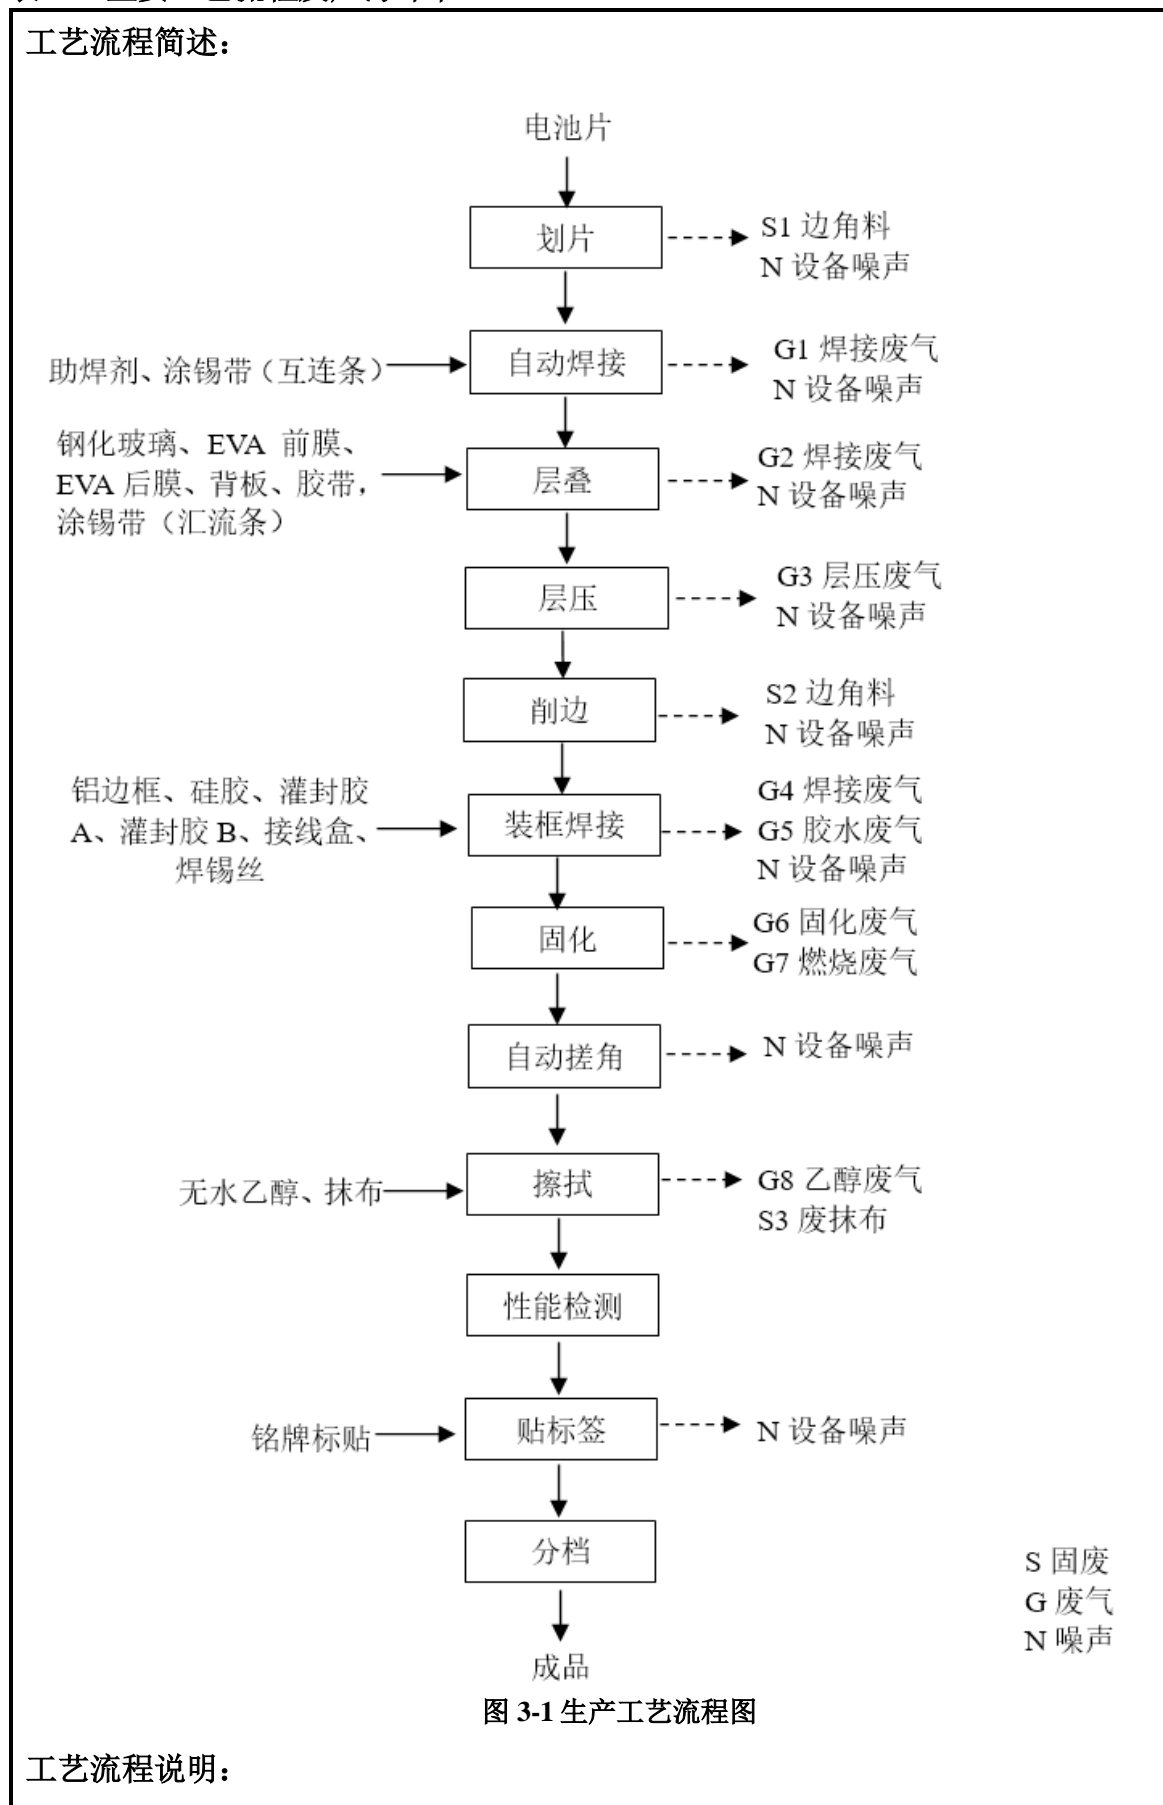 工艺流程简述：
电池片
划片
S1 边角料
N 设备噪声
助焊剂、涂锡带（互连条）
自动焊接
G1 焊接废气
N 设备噪声
钢化玻璃、EVA 前膜、
EVA 后膜、背板、胶带，
涂锡带（汇流条）
层叠
G2 焊接废气
N 设备噪声
层压
G3 层压废气
N 设备噪声
削边
S2 边角料
N 设备噪声
铝边框、硅胶、灌封胶
A、灌封胶 B、接线盒、
焊锡丝
装框焊接
G4 焊接废气
G5 胶水废气
N 设备噪声
固化
G6 固化废气
G7 燃烧废气
自动搓角
N 设备噪声
无水乙醇、抹布
擦拭
G8 乙醇废气
S3 废抹布
性能检测
铭牌标贴
贴标签
N 设备噪声
分档
S 固废
G 废气
N 噪声
成品
图 3-1 生产工艺流程图
工艺流程说明：